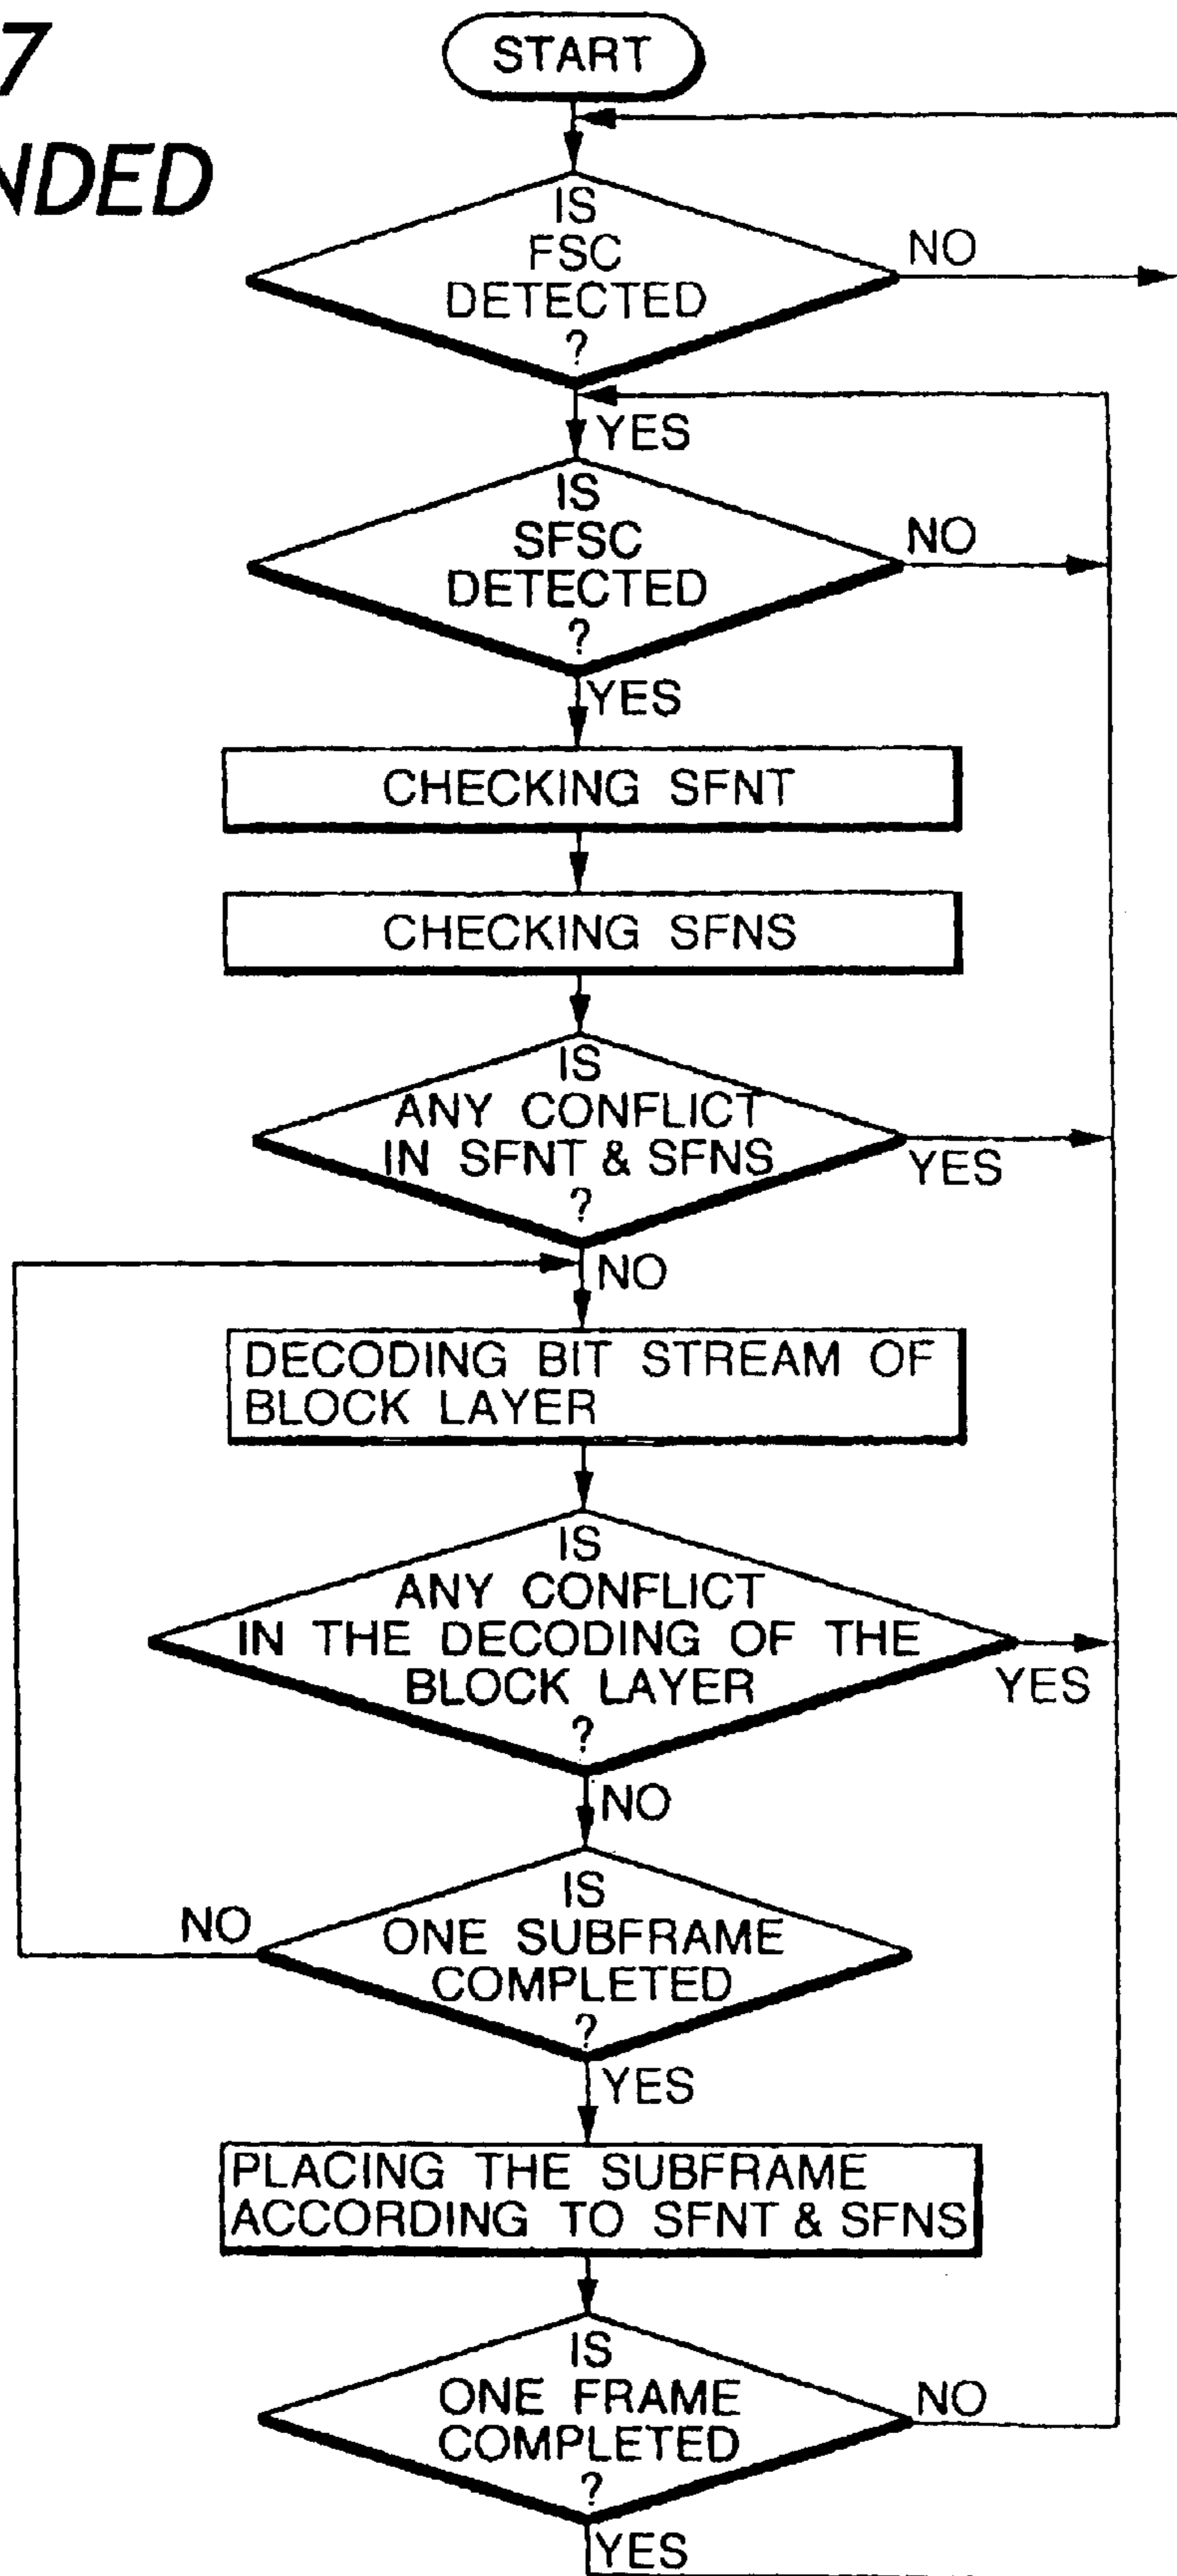 7
NDED
START
IS
FSC
DETECTED
?
NO
YES
IS
SFSC
DETECTED
?
NO
YES
CHECKING SFNT
CHECKING SFNS
IS
ANY CONFLICT
IN SFNT & SFNS
?
YES
NO
DECODING BIT STREAM OF
BLOCK LAYER
IS
ANY CONFLICT
IN THE DECODING OF THE
BLOCK LAYER
?
YES
NO
IS
ONE SUBFRAME
COMPLETED
?
NO
YES
PLACING THE SUBFRAME
ACCORDING TO SFNT & SFNS
IS
ONE FRAME
COMPLETED
?
NO
YES